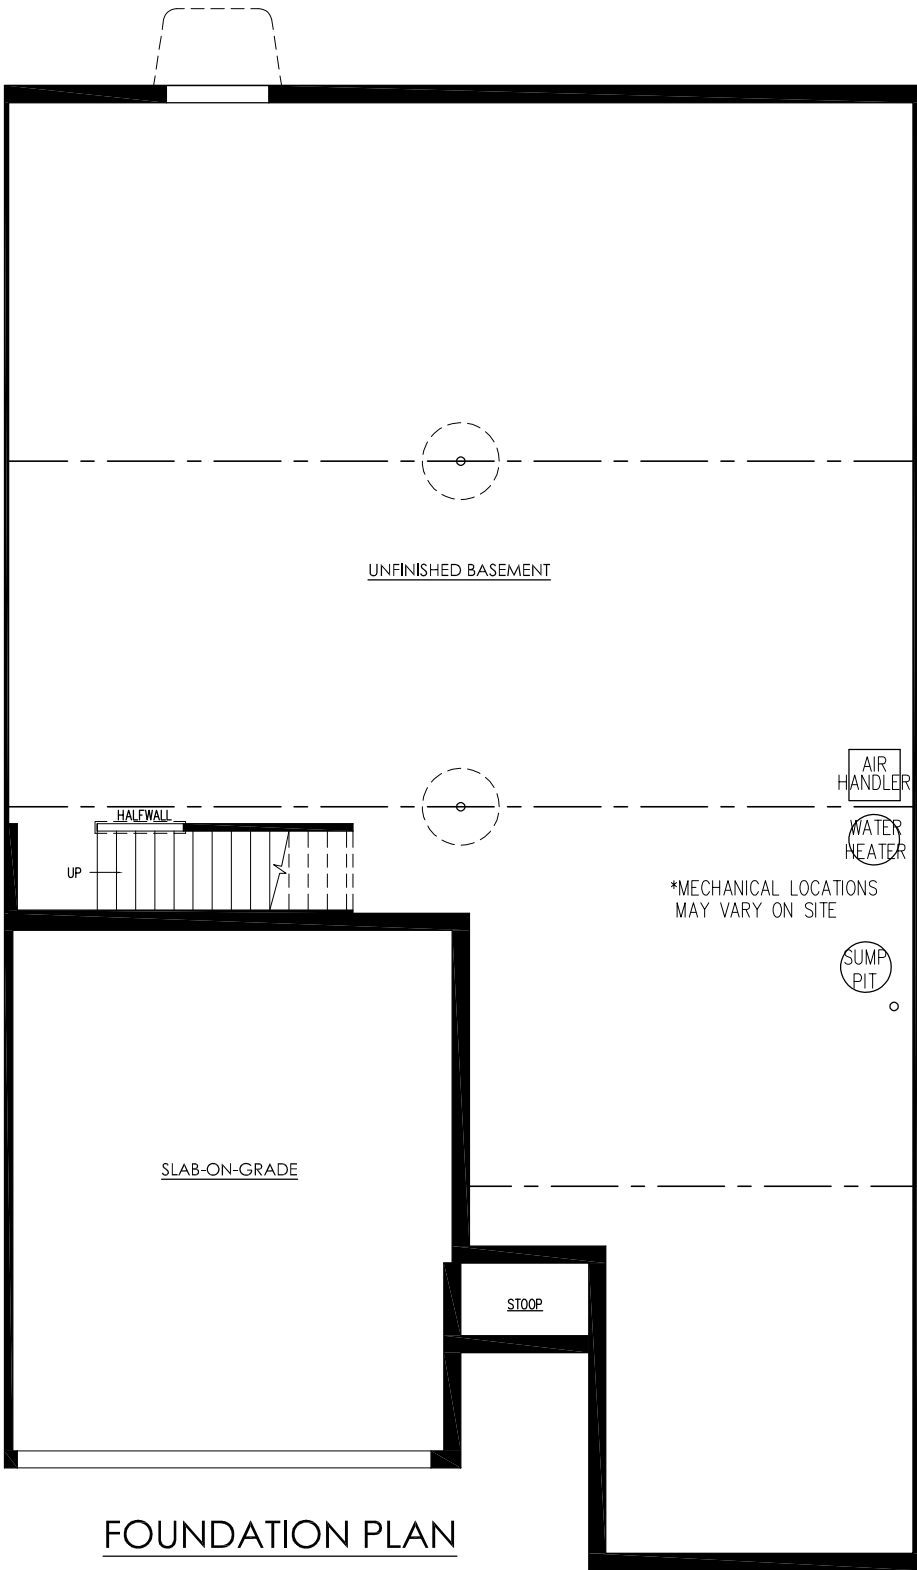 UNFINISHED BASEMENT
AIR
HANDLER
HALFWALL
WATER
HEATER
UP
*MECHANICAL LOCATIONS
MAY VARY ON SITE
SUMP
PIT
SLAB-ON-GRADE
STOOP
FOUNDATION PLAN